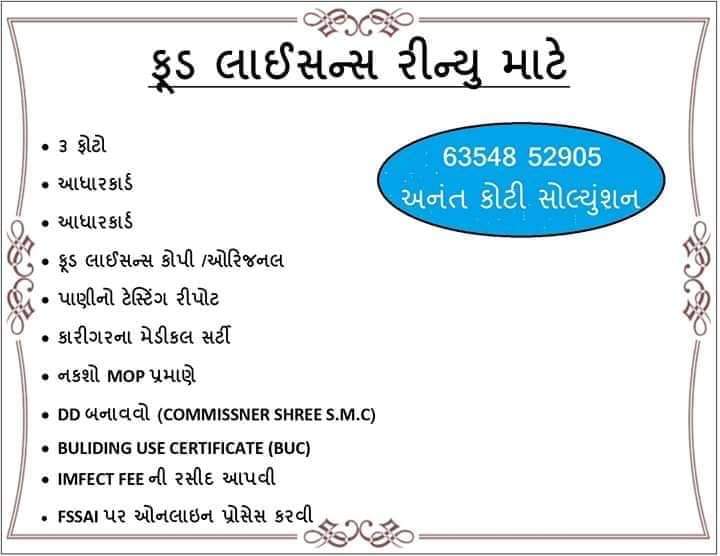 ફૂડ લાઈસન્સ રીન્યુ માટે
63548 52905
અનંત કોટી સોલ્યુંશન
• ૩ ફોટો
• આધારકાર્ડ
• આધારકાર્ડ
• ફૂડ લાઈસન્સ કોપી /ઓરિજનલ
• પાણીનો ટેસ્ટિંગ રીપોટ
• કારીગરના મેડીકલ સર્ટી
• નકશો MOP પ્રમાણે
• DD બનાવવો (COMMISSNER SHREE S.M.C)
• BULIDING USE CERTIFICATE (BUC)
• IMFECT FEE ની રસીદ આપવી
• FSSAI પર ઓનલાઇન પ્રોસેસ કરવી